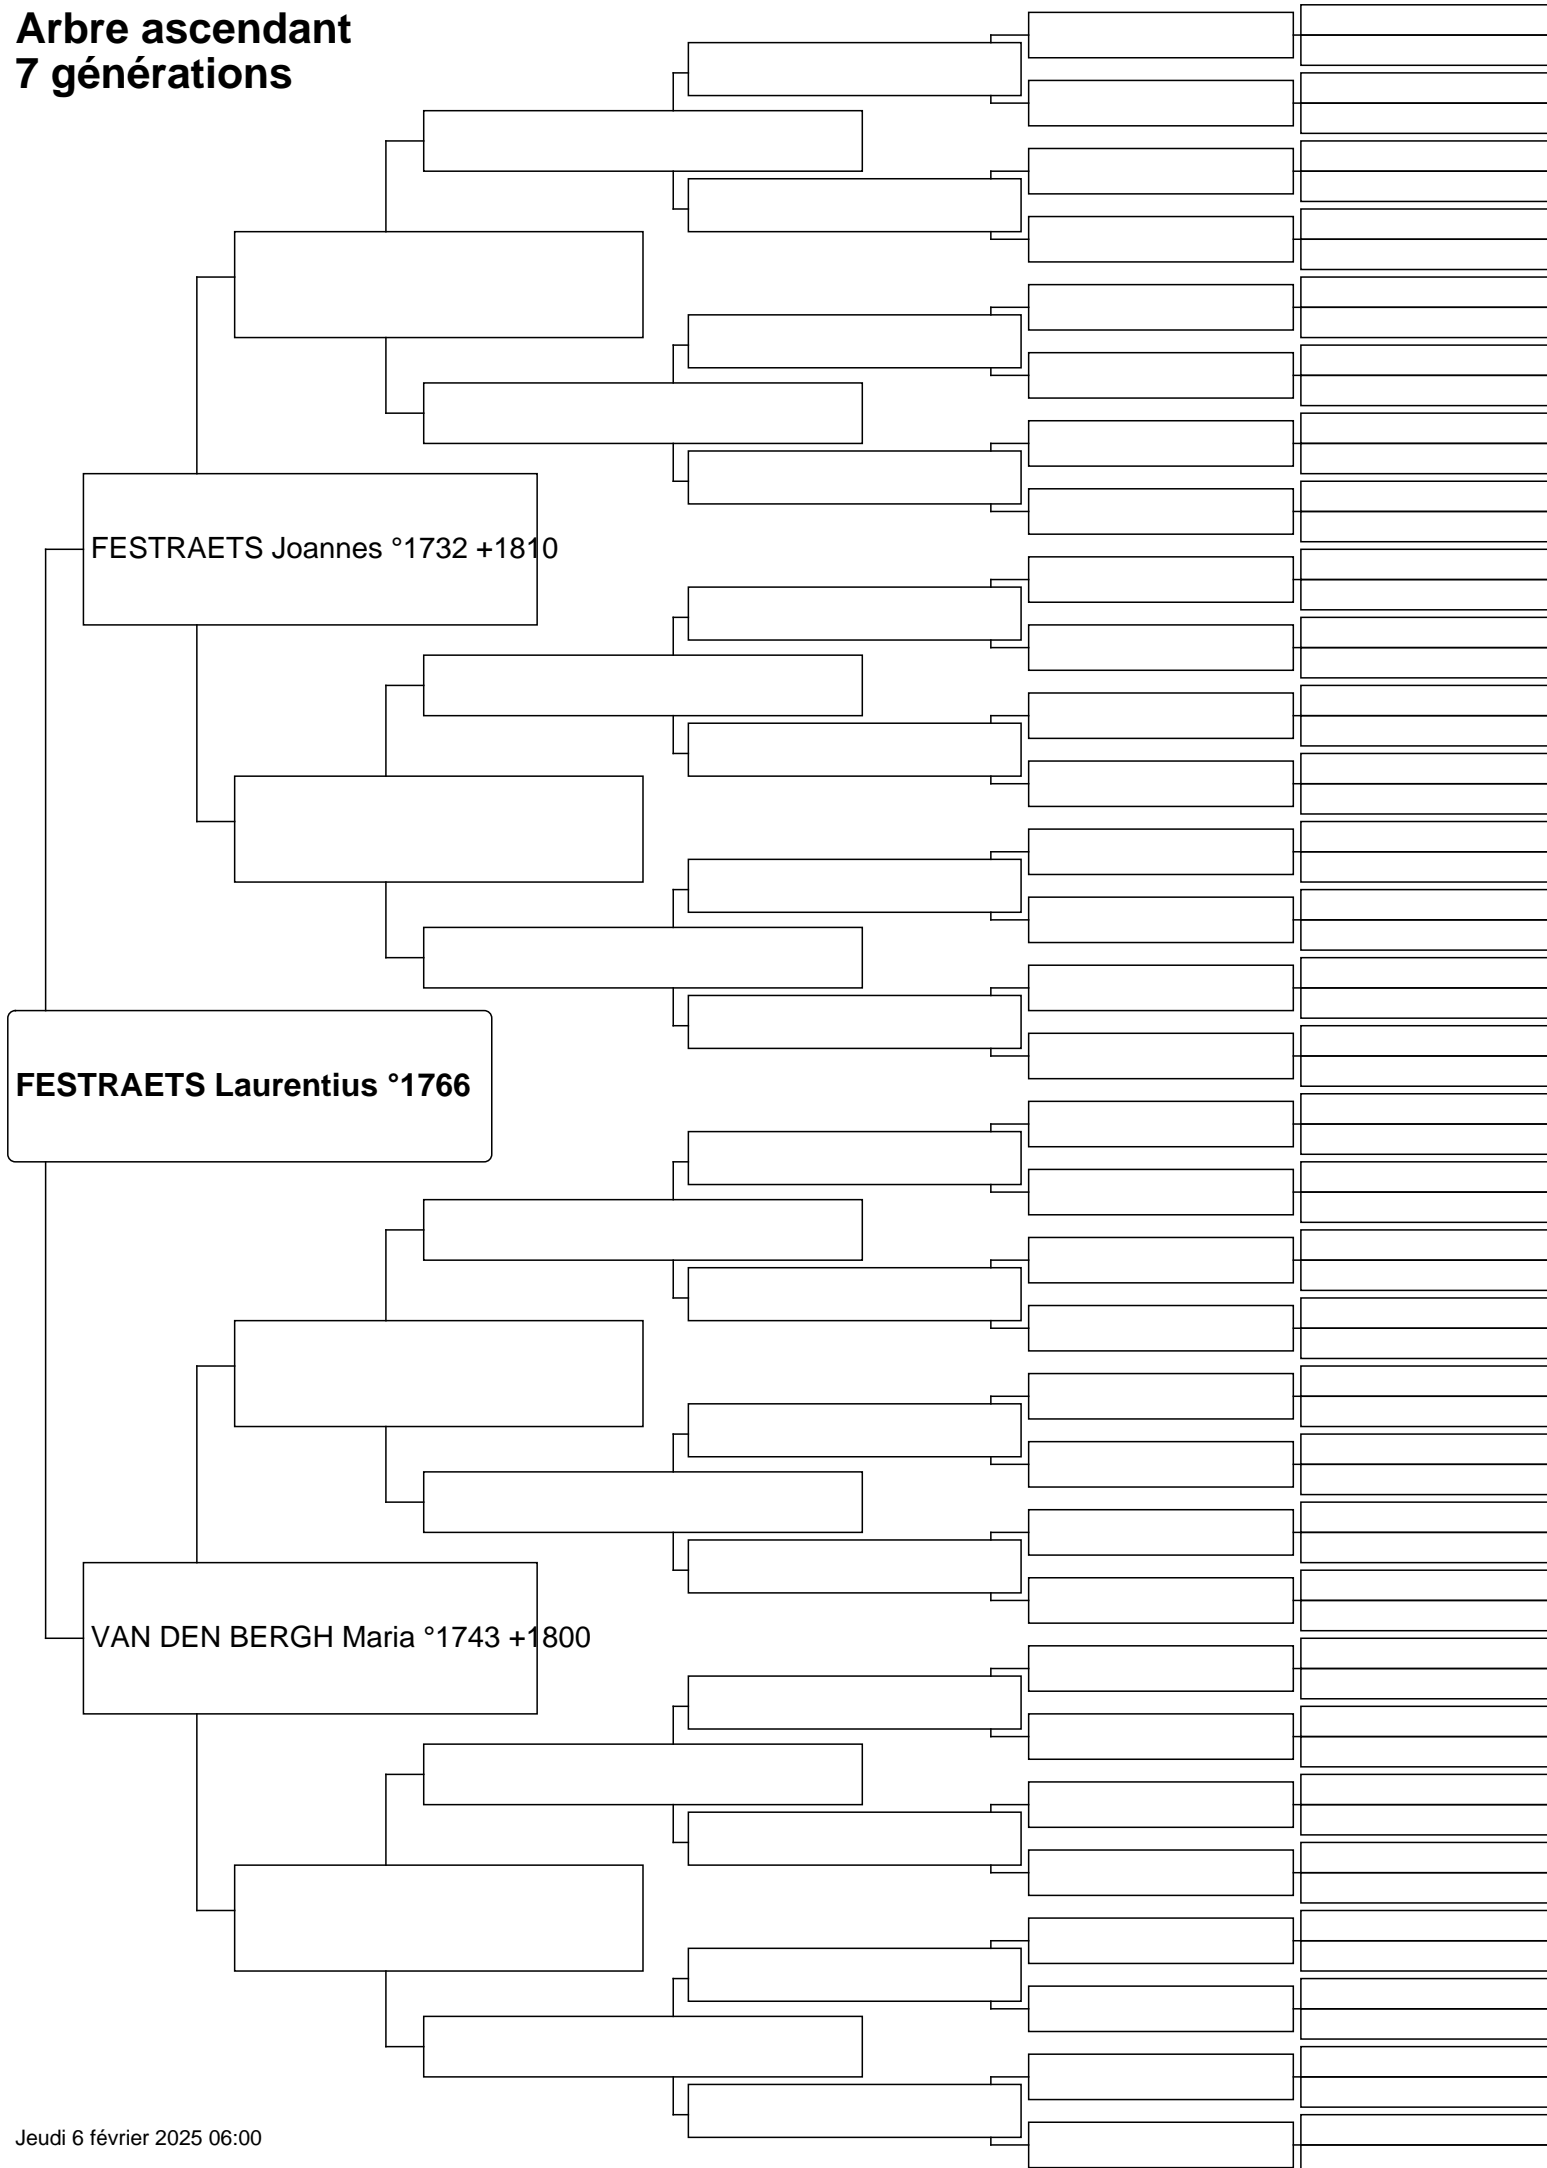 Arbre ascendant
7 générations
FESTRAETS Joannes °1732 +1810
FESTRAETS Laurentius °1766
VAN DEN BERGH Maria °1743 +1800
Jeudi 6 février 2025 06:00